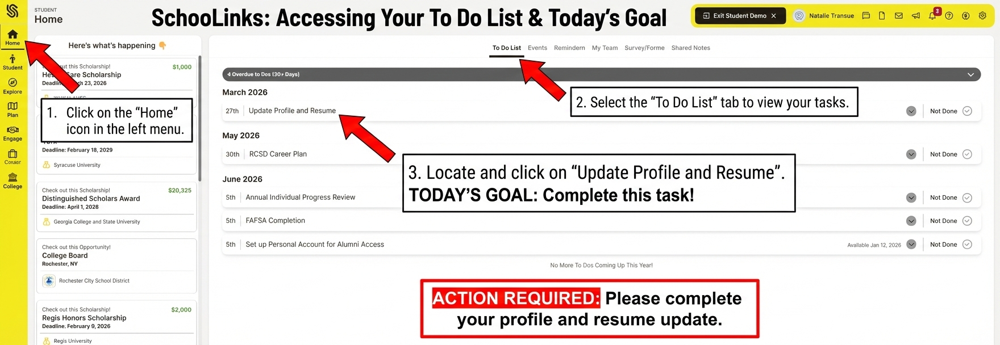 STUDENT
Home
SchooLinks: Accessing Your To Do List & Today's Goal
Exit Student Demo ×
Natalie Transue
3
Home
Student
Explore
Plan
Engage
College
Here's what's happening
out this Scholarship!
$1,000
23, 2026
1. Click on the “Home”
icon in the left menu.
Deadline: February 18, 2029
Syracuse University
Check out this Scholarship!
$20,325
Distinguished Scholars Award
Deadline: April 1, 2028
Georgia College and State University
Check out this Opportunity!
College Board
Rochester, NY
Rochester City School District
Check out this Scholarship!
$2,000
Regis Honors Scholarship
Deadline. February 9, 2026
Regis University
To Do List
Events
Remindern
My Team
Survey/Forme
Shared Notes
4 Overdue to Dos (30+ Days)
2. Select the “To Do List” tab to view your tasks.
March 2026
27th Update Profile and Resume Not Done
May 2026
30th RCSD Career Plan Not Done
3. Locate and click on “Update Profile and Resume”.
TODAY'S GOAL: Complete this task!
June 2026
5th Annual Individual Progress Review Not Done
5th FAFSA Completion Not Done
5th Set up Personal Account for Alumni Access Available Jan 12, 2026 Not Done
No More To Dos Coming Up This Year!
ACTION REQUIRED: Please complete
your profile and resume update.